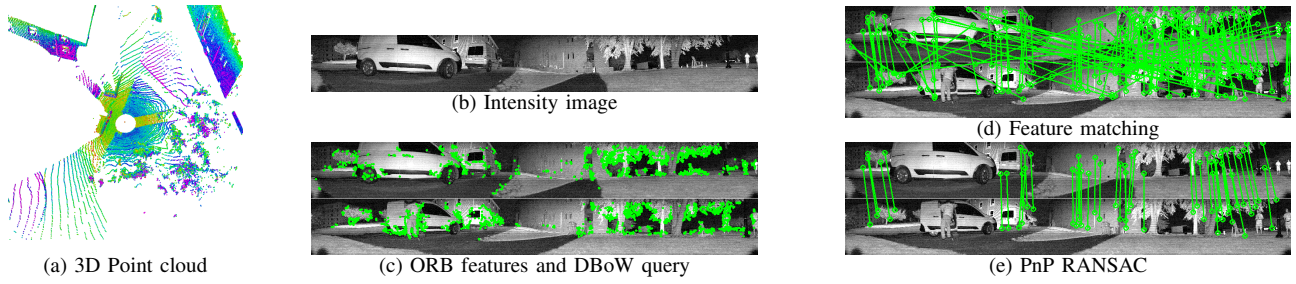 (a) 3D Point cloud
(b) Intensity image
(c) ORB features and DBoW query
(d) Feature matching
(e) PnP RANSAC